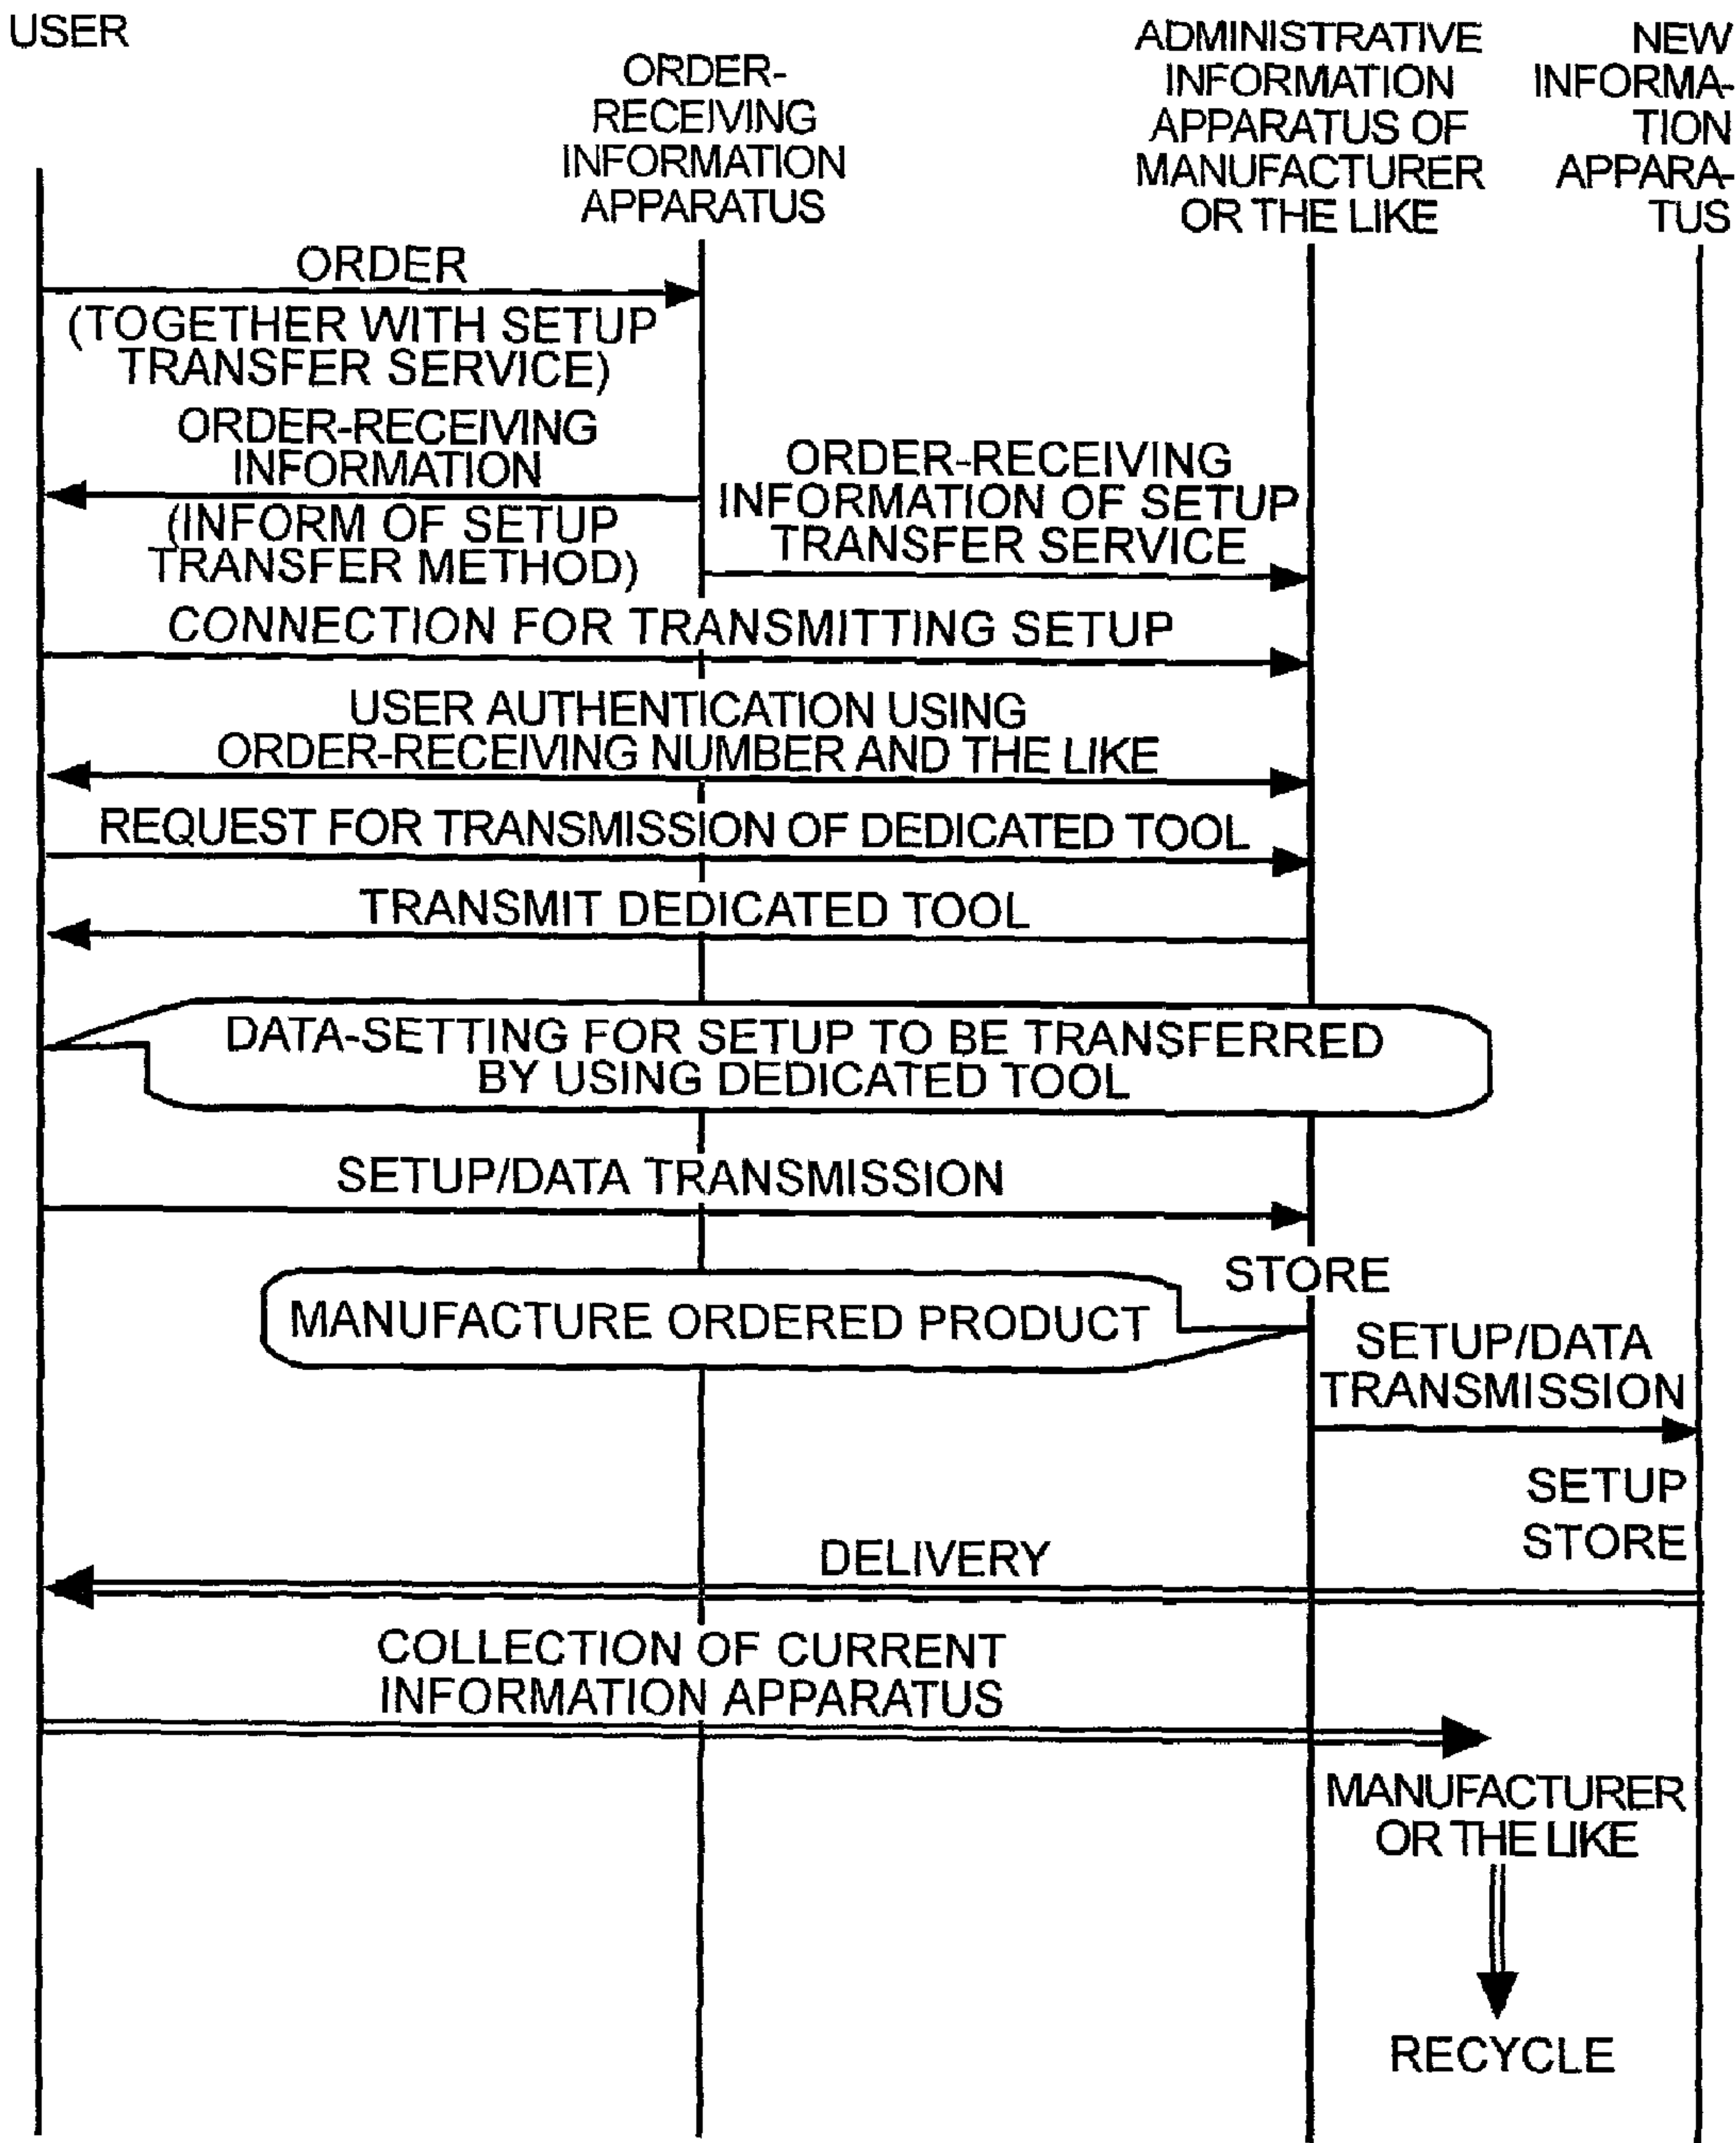 USER
ORDER-
RECEIVING
INFORMATION
APPARATUS
ADMINISTRATIVE
INFORMATION
APPARATUS OF
MANUFACTURER
OR THE LIKE
NEW
INFORMA-
TION
APPARA-
TUS
ORDER
(TOGETHER WITH SETUP
TRANSFER SERVICE)
ORDER-RECEIVING
INFORMATION
(INFORM OF SETUP
TRANSFER METHOD)
ORDER-RECEIVING
INFORMATION OF SETUP
TRANSFER SERVICE
CONNECTION FOR TRANSMITTING SETUP
USER AUTHENTICATION USING
ORDER-RECEIVING NUMBER AND THE LIKE
REQUEST FOR TRANSMISSION OF DEDICATED TOOL
TRANSMIT DEDICATED TOOL
DATA-SETTING FOR SETUP TO BE TRANSFERRED
BY USING DEDICATED TOOL
SETUP/DATA TRANSMISSION
STORE
MANUFACTURE ORDERED PRODUCT
SETUP/DATA
TRANSMISSION
SETUP
STORE
DELIVERY
COLLECTION OF CURRENT
INFORMATION APPARATUS
MANUFACTURER
OR THE LIKE
RECYCLE